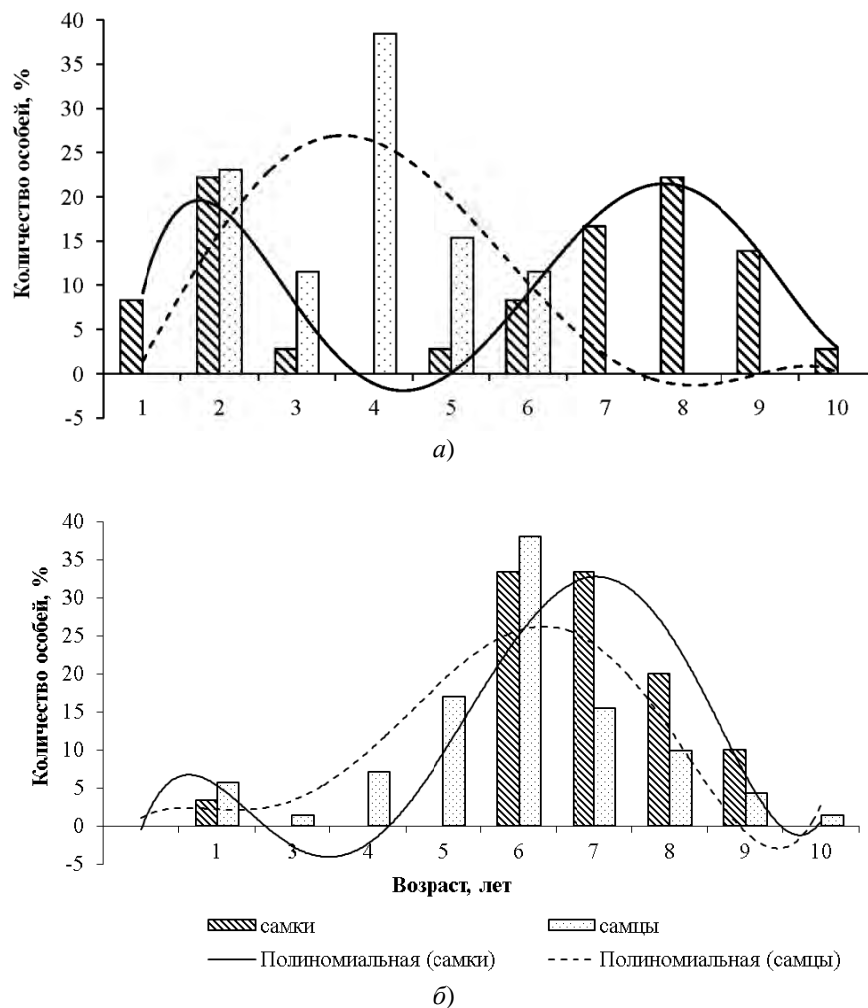 Количество особей, %
40
35
30
25
20
15
10
5
0
-5
1 2 3 4 5 6 7 8 9 10
а)
Количество особей, %
40
35
30
25
20
15
10
5
0
-5
1 3 4 5 6 7 8 9 10
Возраст, лет
самки самцы
Полиномиальная (самки) Полиномиальная (самцы)
б)